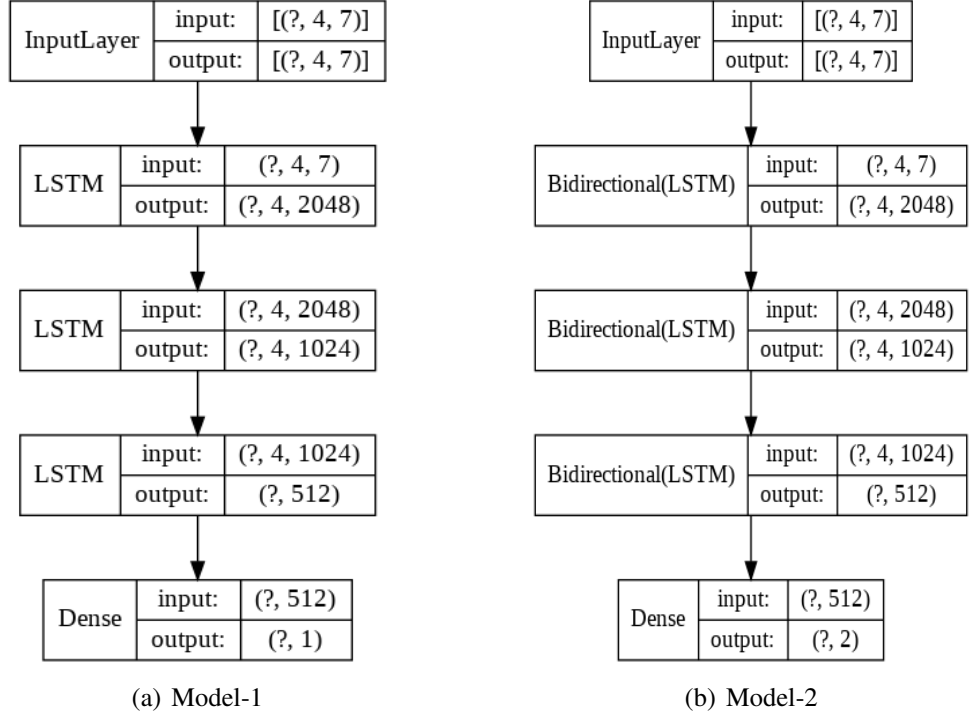 InputLayer input: [(?, 4, 7)]
output: [(?, 4, 7)]
LSTM input: (?, 4, 7)
output: (?, 4, 2048)
LSTM input: (?, 4, 2048)
output: (?, 4, 1024)
LSTM input: (?, 4, 1024)
output: (?, 512)
Dense input: (?, 512)
output: (?, 1)
(a) Model-1
InputLayer input: [(?, 4, 7)]
output: [(?, 4, 7)]
Bidirectional(LSTM) input: (?, 4, 7)
output: (?, 4, 2048)
Bidirectional(LSTM) input: (?, 4, 2048)
output: (?, 4, 1024)
Bidirectional(LSTM) input: (?, 4, 1024)
output: (?, 512)
Dense input: (?, 512)
output: (?, 2)
(b) Model-2